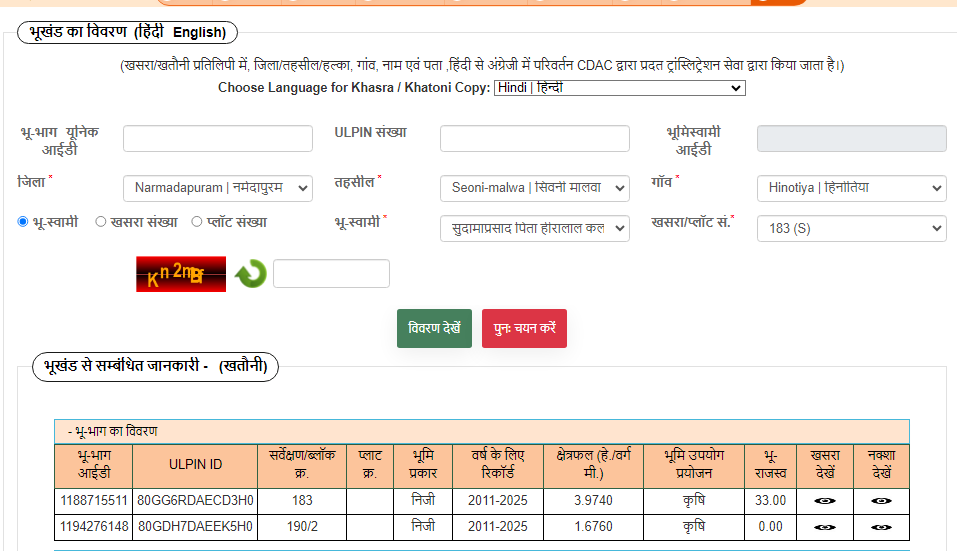 भूखंड का विवरण (हिंदी English)
(खसरा/खतौनी प्रतिलिपी में, जिला/तहसील/हल्का, गांव, नाम एवं पता ,हिंदी से अंग्रेजी में परिवर्तन CDAC द्वारा प्रदत ट्रांस्लिट्रेशन सेवा द्वारा किया जाता है।)
Choose Language for Khasra / Khatoni Copy: Hindi | हिन्दी
भू-भाग यूनिक आईडी ULPIN संख्या भूमिस्वामी आईडी
जिला * Narmadapuram | नर्मदापुरम तहसील * Seoni-malwa | सिवनी मालवा गाँव * Hinotiya | हिनोतिया
भू-स्वामी खसरा संख्या प्लॉट संख्या भू-स्वामी * सुदामाप्रसाद पिता हीरालाल कल खसरा/प्लॉट सं.* 183 (S)
विवरण देखें पुनः चयन करें
भूखंड से सम्बंधित जानकारी - (खतौनी)
- भू-भाग का विवरण
भू-भाग आईडी ULPIN ID सर्वेक्षण/ब्लॉक क्र. प्लाट क्र. भूमि प्रकार वर्ष के लिए रिकॉर्ड क्षेत्रफल (हे./वर्ग मी.) भूमि उपयोग प्रयोजन भू-राजस्व खसरा देखें नक्शा देखें
1188715511 80GG6RDAECD3H0 183 निजी 2011-2025 3.9740 कृषि 33.00
1194276148 80GDH7DAEEK5H0 190/2 निजी 2011-2025 1.6760 कृषि 0.00